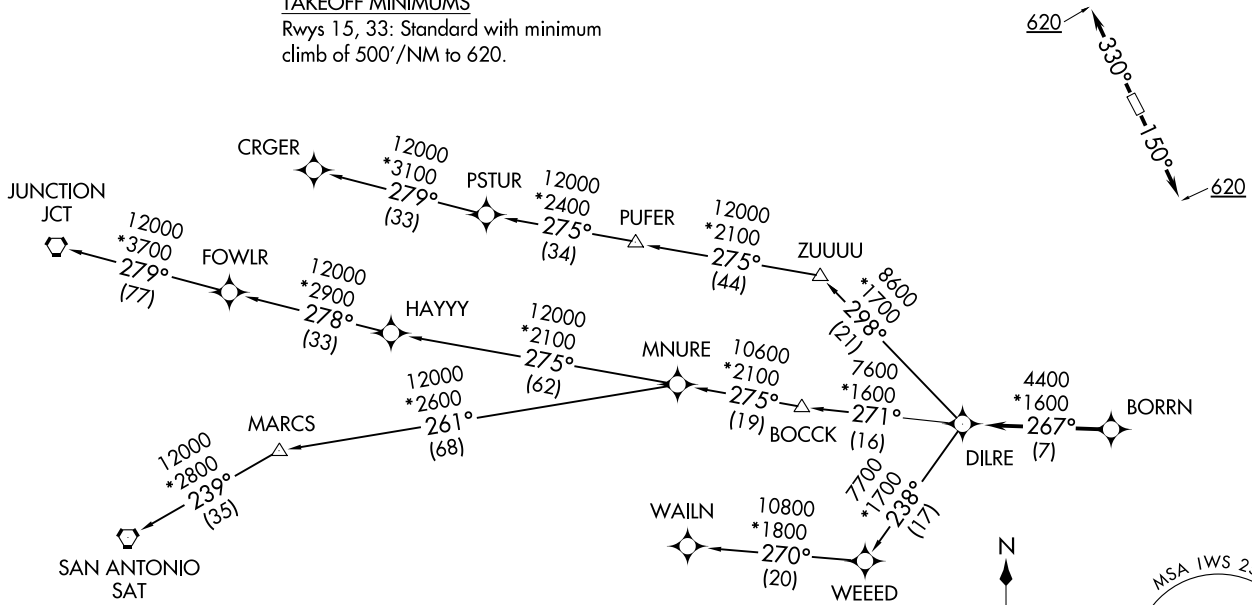 TAKEOFF MINIMUMS
Rwys 15, 33: Standard with minimum
climb of 500'/NM to 620.
620
330°
150°
620
CRGER
12000
*3100
279°
(33)
PSTUR
12000
*2400
275°
(34)
PUFER
12000
*2100
275°
(44)
ZUUUU
8600
*1700
298°
(21)
JUNCTION
JCT
12000
*3700
279°
(77)
FOWLR
12000
*2900
278°
(33)
HAYYY
12000
*2100
275°
(62)
MNURE
10600
*2100
275°
(19)
BOCCK
7600
*1600
271°
(16)
DILRE
4400
*1600
267°
(7)
BORRN
12000
*2600
261°
(68)
MARCS
12000
*2800
239°
(35)
SAN ANTONIO
SAT
7700
*1700
238°
(17)
WAILN
10800
*1800
270°
(20)
WEEED
N
MSA IWS